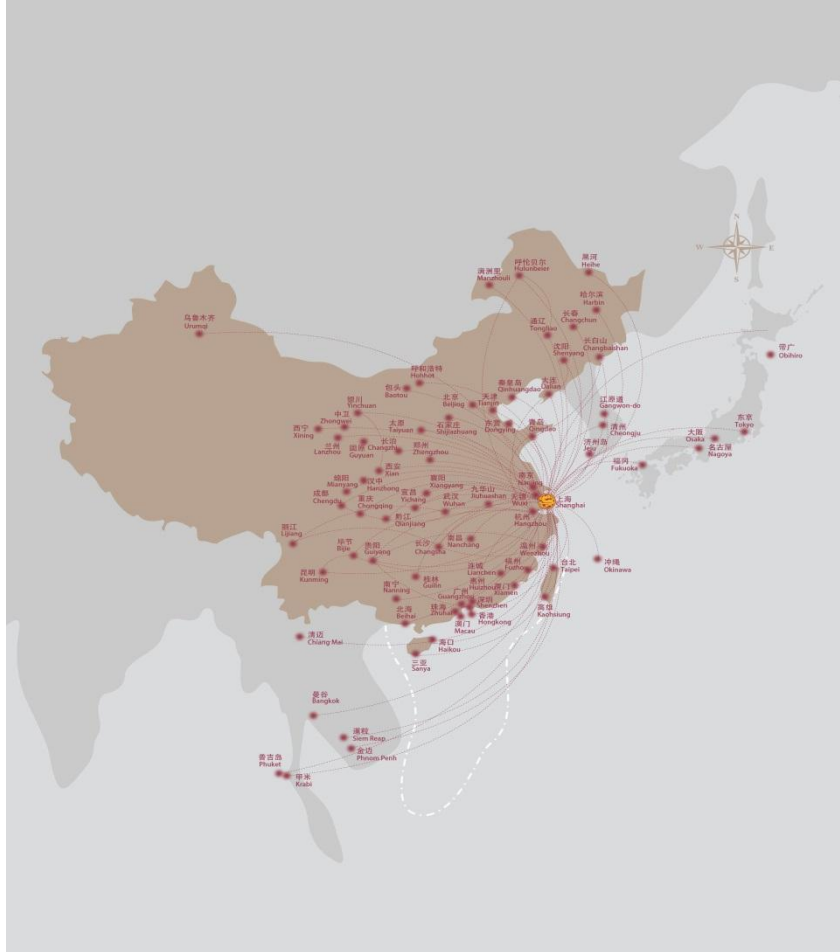 N
W
E
N
黑河
Heihe
呼伦贝尔
Hulunbeier
满洲里
Manzhouli
哈尔滨
Harbin
长春
Changchun
通辽
Tongliao
乌鲁木齐
Urumqi
沈阳
Shenyang
长白山
Changbaishan
带广
Obihiro
呼和浩特
Hohhot
包头
Baotou
秦皇岛
Qinhuangdao
大连
Dalian
北京
Beijing
天津
Tianjin
银川
Yinchuan
中卫
Zhongwei
江原道
Gangwon-do
东京
Tokyo
西宁
Xining
太原
Taiyuan
石家庄
Shijiazhuang
东营
Dongying
青岛
Qingdao
清州
Cheongju
大阪
Osaka
兰州
Lanzhou
固原
Guyuan
长治
Changzhi
郑州
Zhengzhou
济州岛
Jeju
名古屋
Nagoya
福冈
Fukuoka
西安
Xian
绵阳
Mianyang
汉中
Hanzhong
襄阳
Xiangyang
南京
Nanjing
成都
Chengdu
重庆
Chongqing
宜昌
Yichang
武汉
Wuhan
九华山
Jiuhuashan
无锡
Wuxi
上海
Shanghai
黔江
Qianjiang
杭州
Hangzhou
丽江
Lijiang
毕节
Bijie
贵阳
Guiyang
长沙
Changsha
南昌
Nanchang
温州
Wenzhou
冲绳
Okinawa
昆明
Kunming
桂林
Guilin
连城
Liancheng
福州
Fuzhou
台北
Taipei
南宁
Nanning
惠州
Huizhou
厦门
Xiamen
广州
Guangzhou
深圳
Shenzhen
北海
Beihai
珠海
Zhuhai
澳门
Macau
香港
Hongkong
高雄
Kaohsiung
清迈
Chiang Mai
海口
Haikou
三亚
Sanya
曼谷
Bangkok
暹粒
Siem Reap
金边
Phnom Penh
普吉岛
Phuket
甲米
Krabi